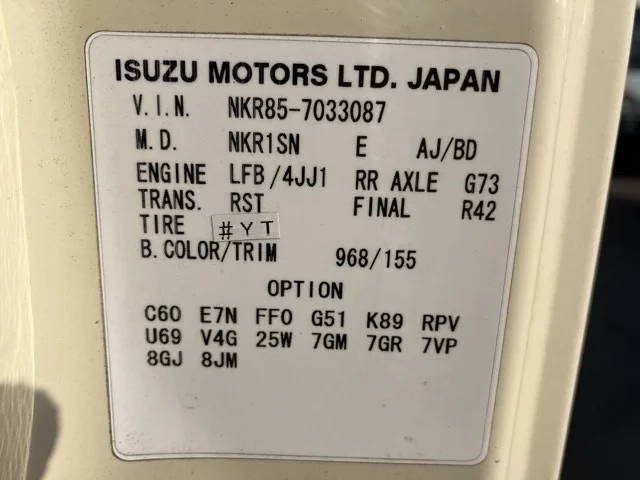 ISUZU MOTORS LTD. JAPAN
V.I.N. NKR85-7033087
M.D. NKR1SN E AJ/BD
ENGINE LFB/4JJ1 RR AXLE G73
TRANS. RST FINAL R42
TIRE #YT
B.COLOR/TRIM 968/155
OPTION
C60 E7N FF0 G51 K89 RPV
U69 V4G 25W 7GM 7GR 7VP
8GJ 8JM